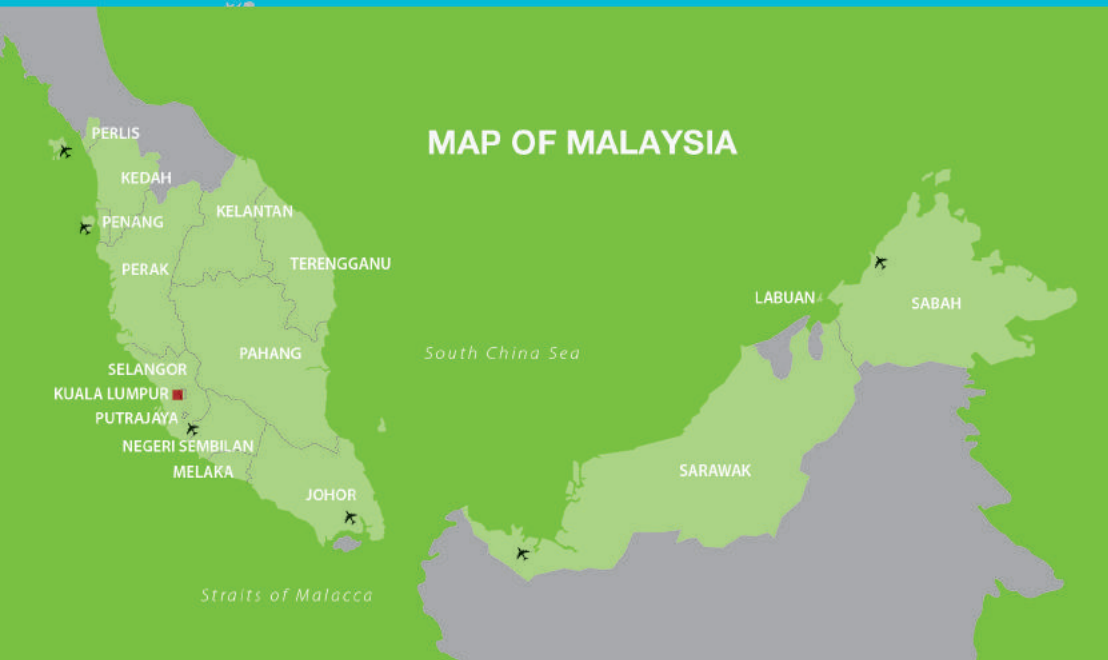 MAP OF MALAYSIA
PERLIS
KEDAH
PENANG
KELANTAN
PERAK
TERENGGANU
LABUAN
SABAH
South China Sea
PAHANG
SELANGOR
KUALA LUMPUR
PUTRAJAYA
NEGERI SEMBILAN
MELAKA
SARAWAK
JOHOR
Straits of Malacca